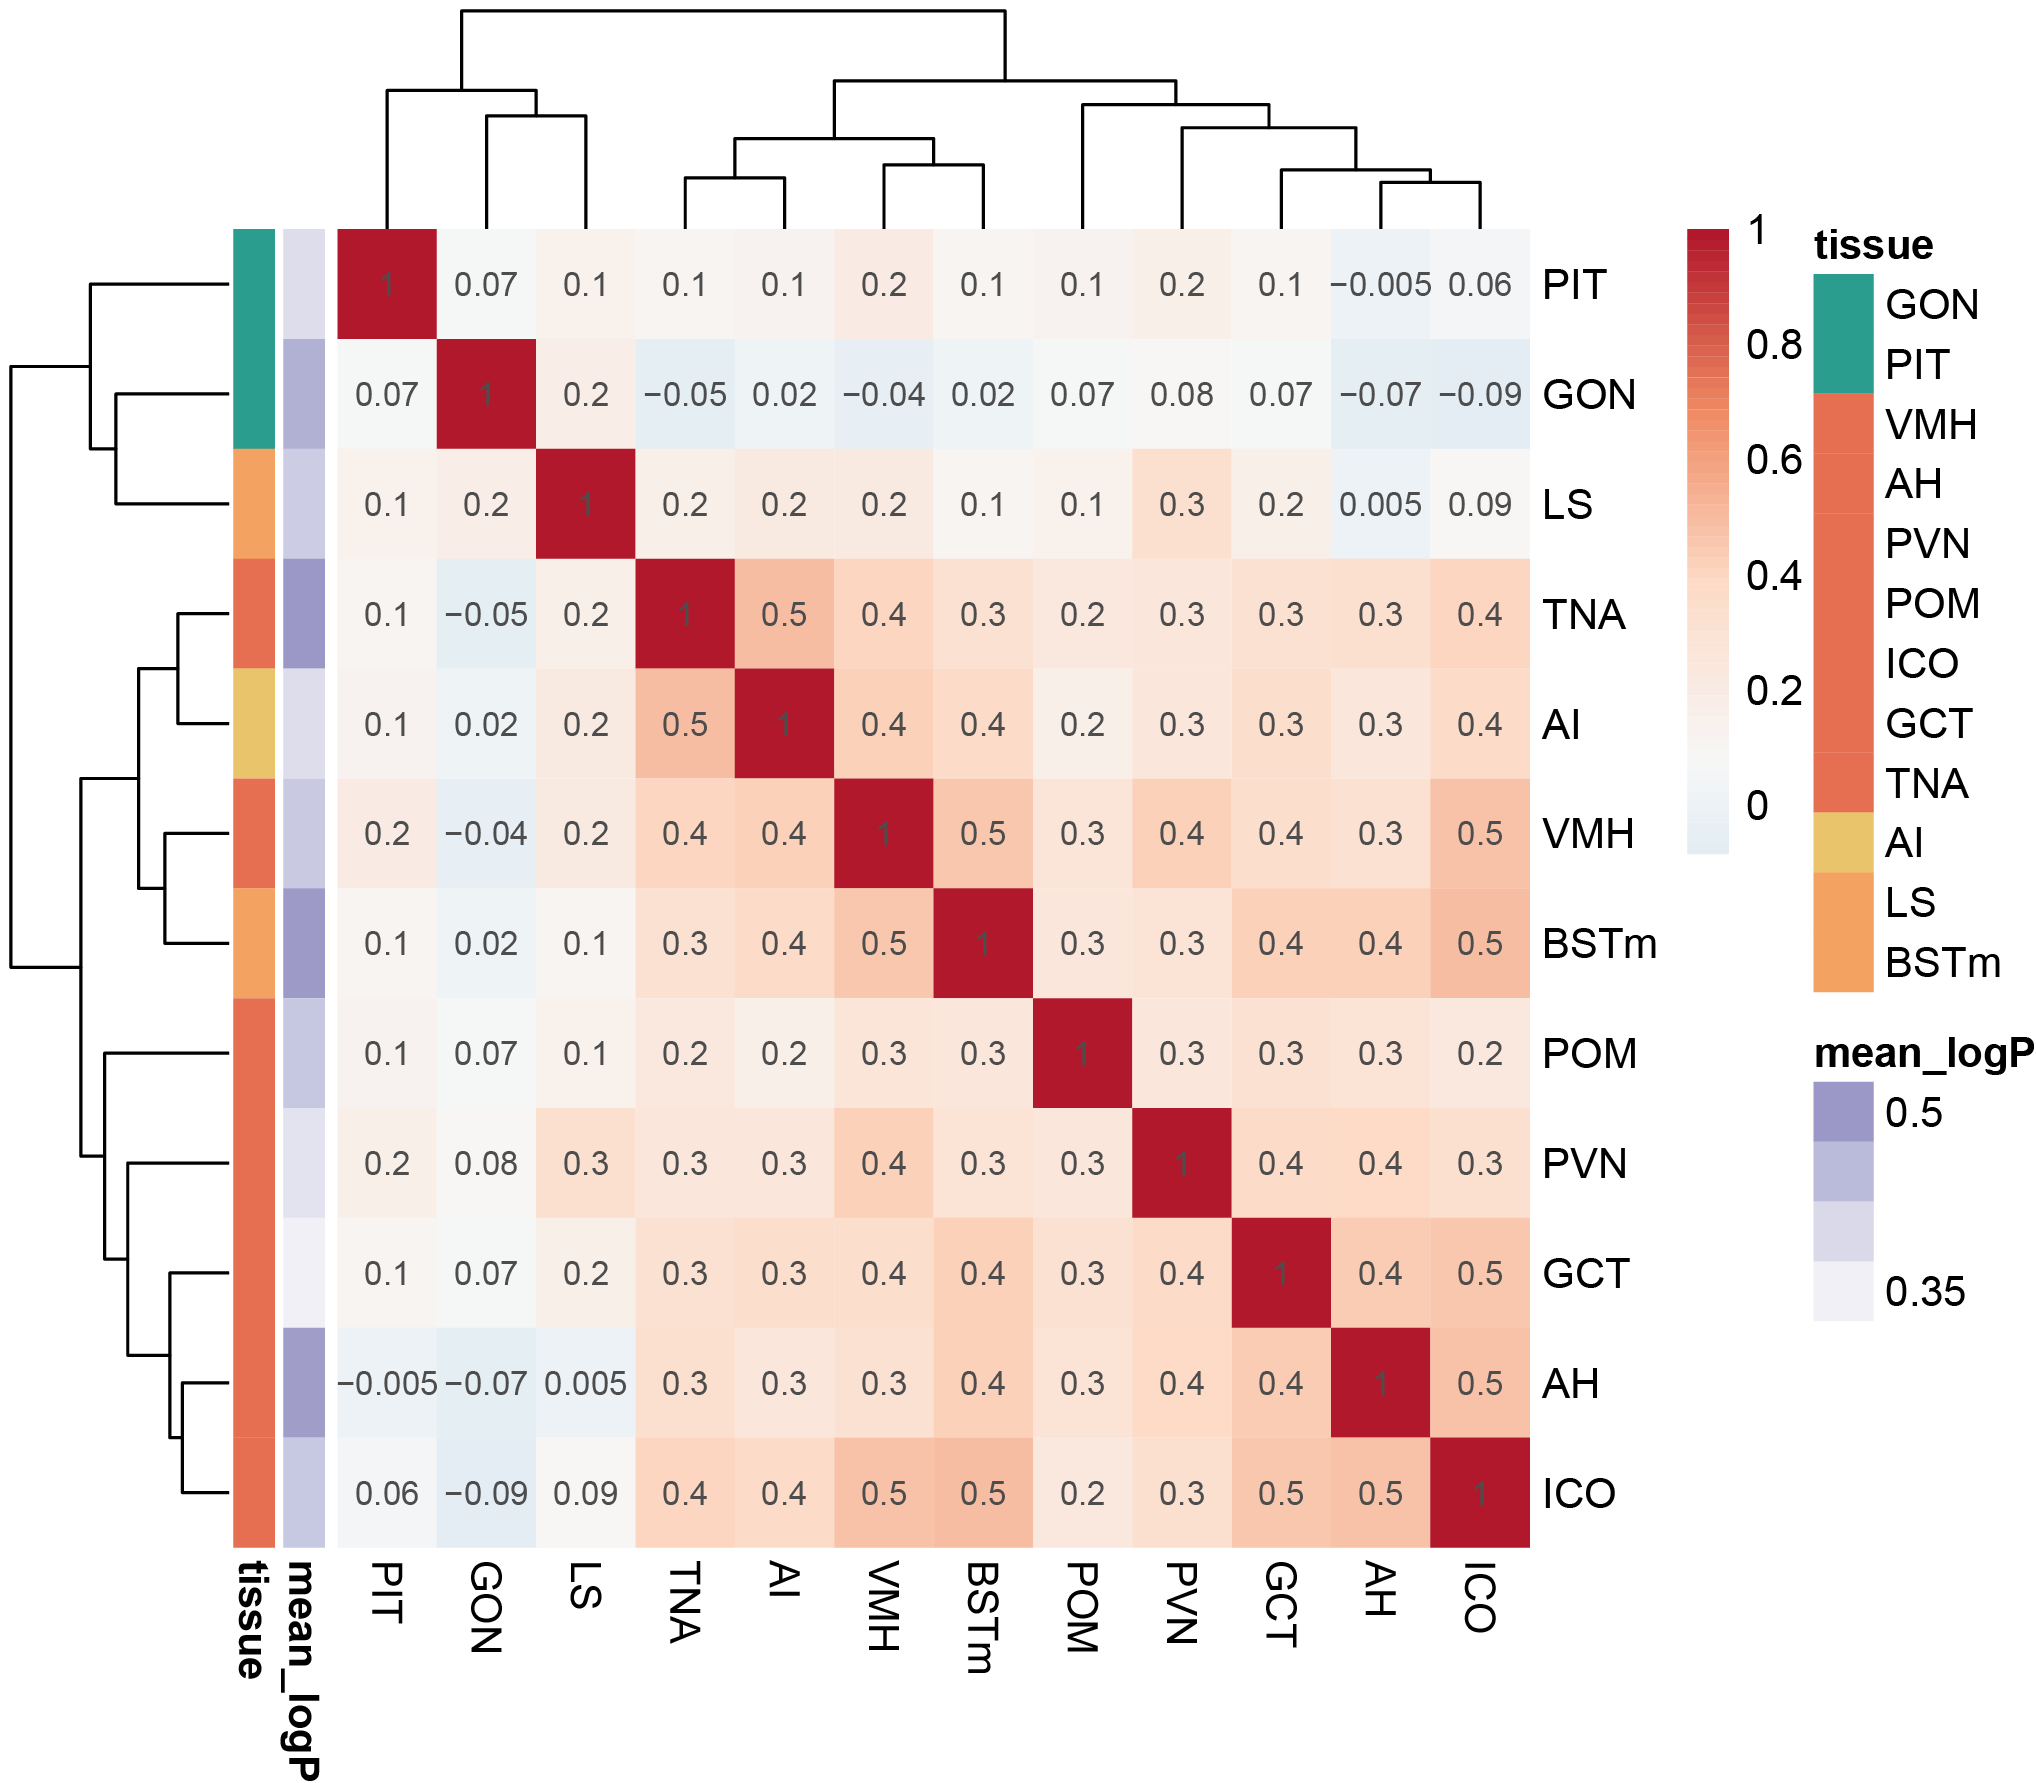 1 0.07 0.1 0.1 0.1 0.2 0.1 0.1 0.2 0.1 −0.005 0.06 PIT
0.07 1 0.2 −0.05 0.02 −0.04 0.02 0.07 0.08 0.07 −0.07 −0.09 GON
0.1 0.2 1 0.2 0.2 0.2 0.1 0.1 0.3 0.2 0.005 0.09 LS
0.1 −0.05 0.2 1 0.5 0.4 0.3 0.2 0.3 0.3 0.3 0.4 TNA
0.1 0.02 0.2 0.5 1 0.4 0.4 0.2 0.3 0.3 0.3 0.4 AI
0.2 −0.04 0.2 0.4 0.4 1 0.5 0.3 0.4 0.4 0.3 0.5 VMH
0.1 0.02 0.1 0.3 0.4 0.5 1 0.3 0.3 0.4 0.4 0.5 BSTm
0.1 0.07 0.1 0.2 0.2 0.3 0.3 1 0.3 0.3 0.3 0.2 POM
0.2 0.08 0.3 0.3 0.3 0.4 0.3 0.3 1 0.4 0.4 0.3 PVN
0.1 0.07 0.2 0.3 0.3 0.4 0.4 0.3 0.4 1 0.4 0.5 GCT
−0.005 −0.07 0.005 0.3 0.3 0.3 0.4 0.3 0.4 0.4 1 0.5 AH
0.06 −0.09 0.09 0.4 0.4 0.5 0.5 0.2 0.3 0.5 0.5 1 ICO
tissue mean_logP PIT GON LS TNA AI VMH BSTm POM PVN GCT AH ICO
1
0.8
0.6
0.4
0.2
0
tissue
GON
PIT
VMH
AH
PVN
POM
ICO
GCT
TNA
AI
LS
BSTm
mean_logP
0.5
0.35